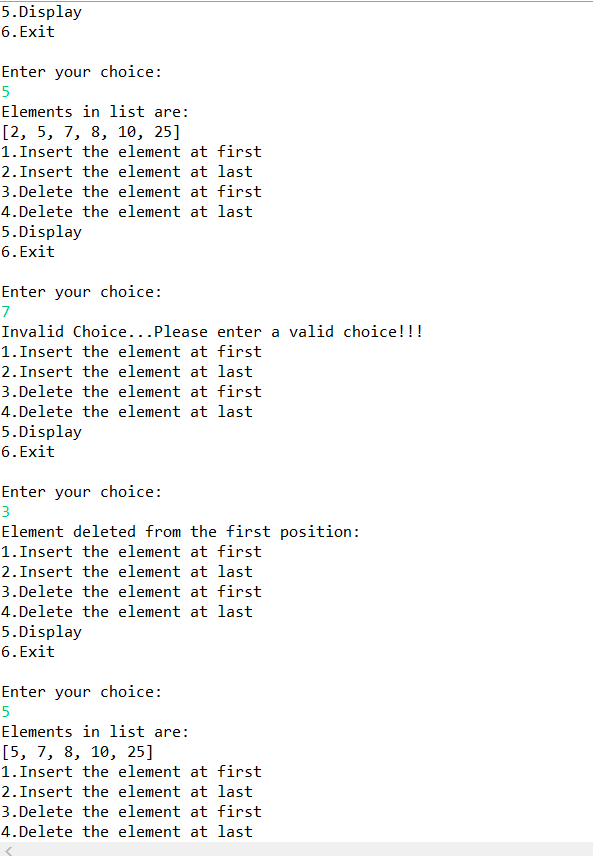 5.Display
6.Exit

Enter your choice:
5
Elements in list are:
[2, 5, 7, 8, 10, 25]
1.Insert the element at first
2.Insert the element at last
3.Delete the element at first
4.Delete the element at last
5.Display
6.Exit

Enter your choice:
7
Invalid Choice...Please enter a valid choice!!!
1.Insert the element at first
2.Insert the element at last
3.Delete the element at first
4.Delete the element at last
5.Display
6.Exit

Enter your choice:
3
Element deleted from the first position:
1.Insert the element at first
2.Insert the element at last
3.Delete the element at first
4.Delete the element at last
5.Display
6.Exit

Enter your choice:
5
Elements in list are:
[5, 7, 8, 10, 25]
1.Insert the element at first
2.Insert the element at last
3.Delete the element at first
4.Delete the element at last